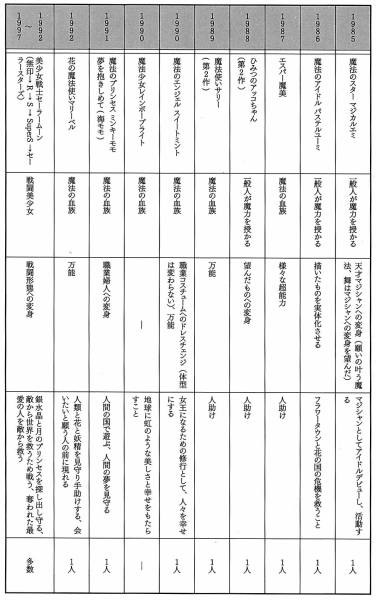 1985
魔法のスター マジカルエミ
一般人が魔力を授かる
天才マジシャンへの変身(願いの叶う魔
法、舞はマジシャンへの変身を望んだ)
マジシャンとしてアイドルデビューし、活動す
る
1人
1986
魔法のアイドル パステルユーミ
一般人が魔力を授かる
描いたものを実体化させる
フラワータウンと花の国の危機を救うこと
1人
1987
エスパー魔美
魔法の血族
様々な超能力
人助け
1人
1988
ひみつのアッコちゃん
(第2作)
一般人が魔力を授かる
望んだものへの変身
人助け
1人
1989
魔法使いサリー
(第2作)
魔法の血族
万能
人助け
1人
1990
魔法のエンジェル スイートミント
魔法の血族
職業コスチュームへのドレスチェンジ(体型
は変わらない)、万能
女王になるための修行として、人々を幸せ
にする
1人
1990
魔法少女レインボーブライト
魔法の血族
―
地球に虹のような美しさと幸せをもたら
すこと
―
1991
魔法のプリンセス ミンキーモモ
夢を抱きしめて(海モモ)
魔法の血族
職業婦人への変身
人間の国で遊ぶ、人間の夢を見守る
1人
1992
花の魔法使いマリーベル
魔法の血族
万能
人類と花と妖精を見守り手助けする、会
いたいと願う人の前に現れる
1人
1992
～
1997
美少女戦士セーラームーン
(無印→R→S→SuperS→セー
ラースターズ)
戦闘美少女
戦闘形態への変身
銀水晶と月のプリンセスを探し出し守る、
敵から世界を救うため戦う、奪われた最
愛の人を敵から救う
多数